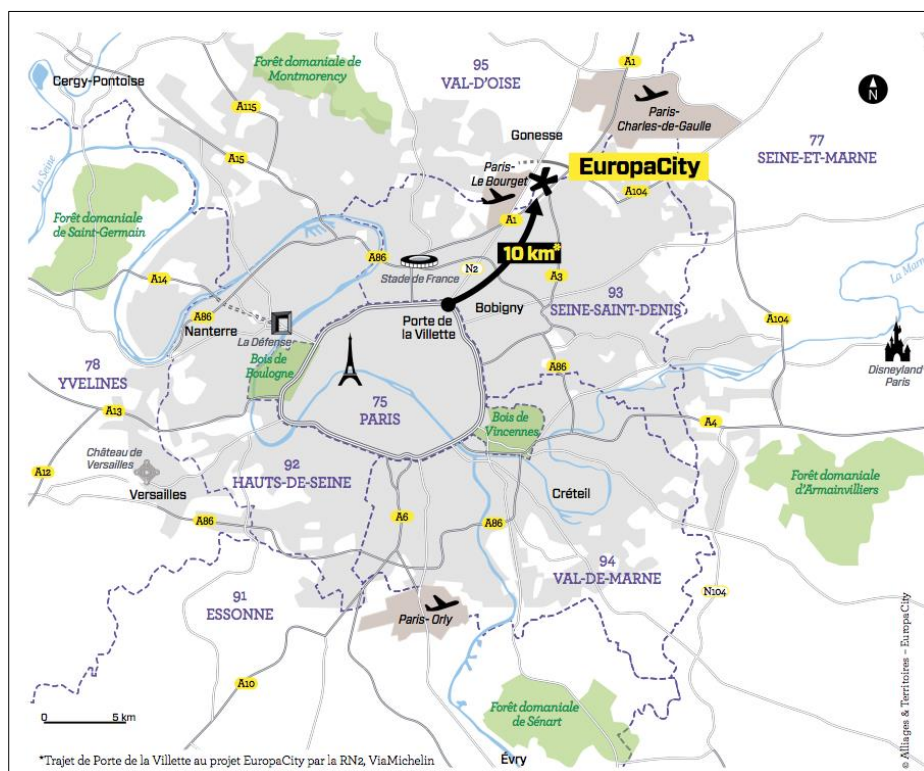 95
VAL-D'OISE
Forêt domaniale de
Montmorency
Cergy-Pontoise
A1
A115
Paris-
Charles-de-Gaulle
N
Gonesse
77
SEINE-ET-MARNE
La Seine
A15
Paris-
Le Bourget
EuropaCity
A104
Forêt domaniale
de Saint-Germain
A1
10 km*
A86
Stade de France
N2
A3
A14
93
SEINE-SAINT-DENIS
La Marne
Bobigny
A86
Nanterre
La Défense
Porte de
la Villette
A104
78
YVELINES
Bois de
Boulogne
A86
Disneyland
Paris
75
PARIS
A13
Bois de
Vincennes
A4
Château de
Versailles
A12
92
HAUTS-DE-SEINE
Forêt domaniale
d'Armainvilliers
Versailles
Créteil
A86
A6
A86
94
VAL-DE-MARNE
N104
91
ESSONNE
Paris-Orly
A10
Forêt domaniale
de Sénart
0 5 km
Évry
*Trajet de Porte de la Villette au projet EuropaCity par la RN2, ViaMichelin
© Alliages & Territoires – EuropaCity